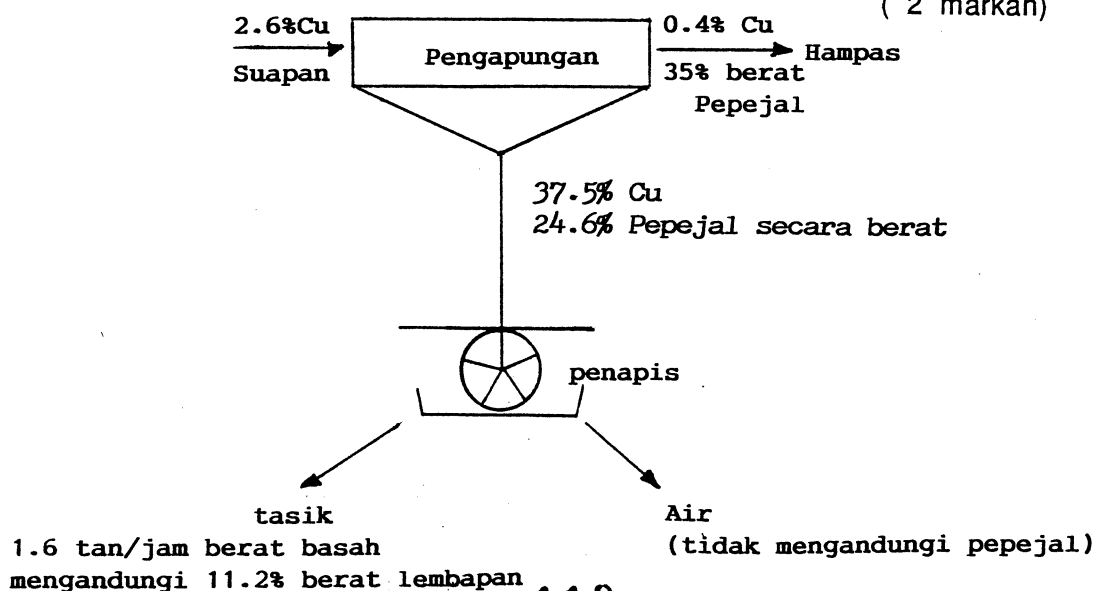 ( 2 markan)
2.6%Cu
Suapan
Pengapungan
0.4% Cu
Hampas
35% berat
Pepejal
37.5% Cu
24.6% Pepejal secara berat
penapis
tasik
1.6 tan/jam berat basah
mengandungi 11.2% berat lembapan
Air
(tidak mengandungi pepejal)